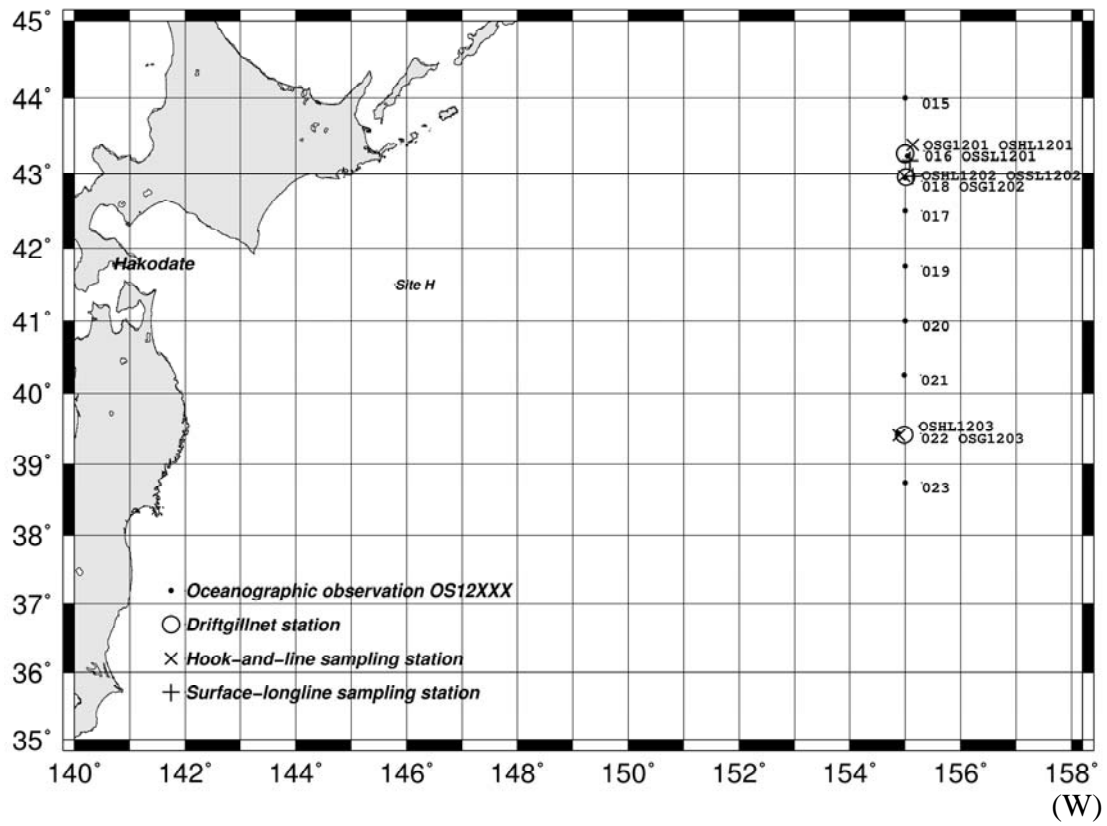 45°
44°
43°
42°
41°
40°
39°
38°
37°
36°
35°
015
OSG1201 OSHL1201
016 OSSL1201
OSHL1202 OSSL1202
018 OSG1202
017
Hakodate
019
Site H
020
021
OSHL1203
022 OSG1203
023
Oceanographic observation OS12XXX
Driftgillnet station
Hook-and-line sampling station
Surface-longline sampling station
140° 142° 144° 146° 148° 150° 152° 154° 156° 158°
(W)